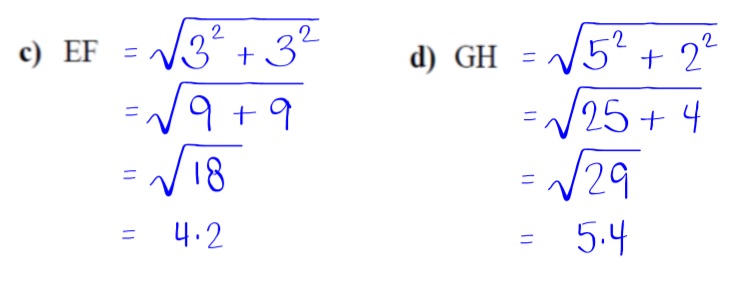 c) EF = √(3² + 3²)
= √(9 + 9)
= √18
= 4·2
d) GH = √(5² + 2²)
= √(25 + 4)
= √29
= 5.4